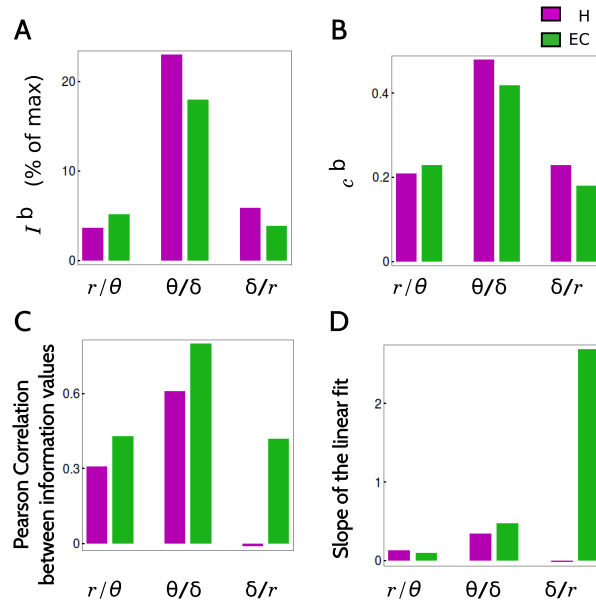 A
B
H
EC
I b (% of max)
20
10
0
r/θ θ/δ δ/r
c b
0.4
0.2
0
r/θ θ/δ δ/r
C
D
Pearson Correlation
between information values
0.6
0.3
0
r/θ θ/δ δ/r
Slope of the linear fit
2
1
0
r/θ θ/δ δ/r